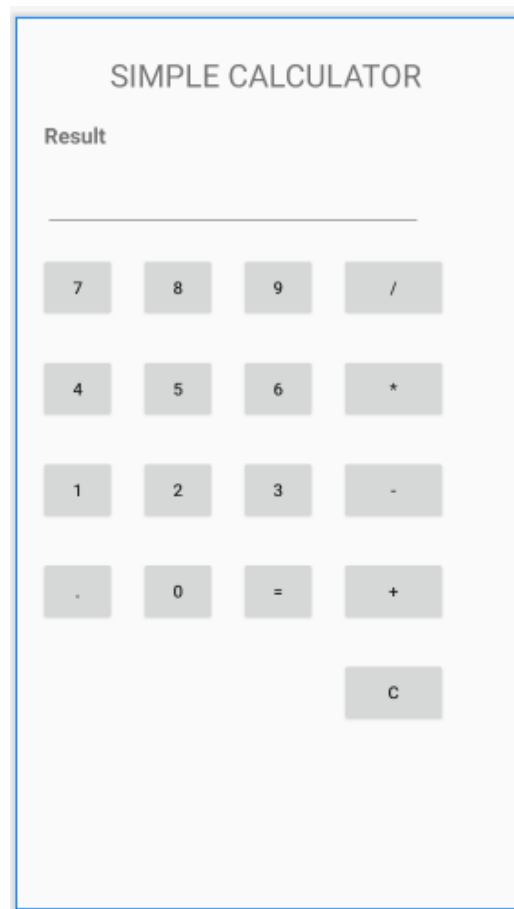 SIMPLE CALCULATOR
Result
7 8 9 /
4 5 6 *
1 2 3 -
. 0 = +
C